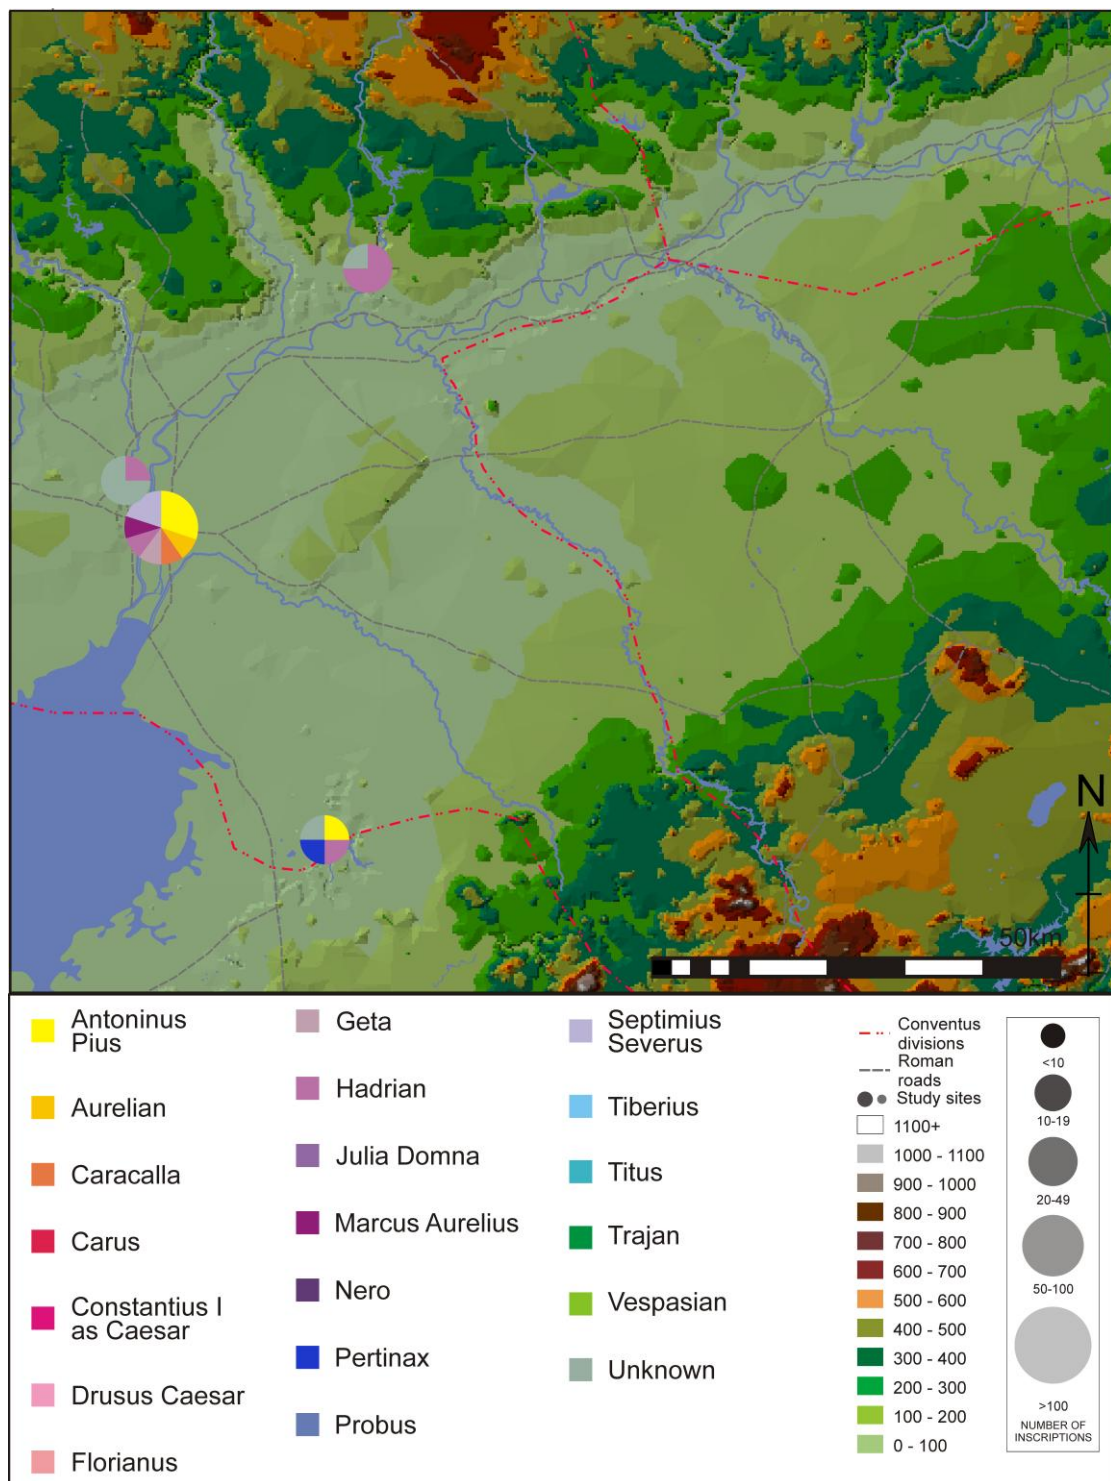 N
50km
Antoninus
Pius
Aurelian
Caracalla
Carus
Constantius I
as Caesar
Drusus Caesar
Florianus
Geta
Hadrian
Julia Domna
Marcus Aurelius
Nero
Pertinax
Probus
Septimius
Severus
Tiberius
Titus
Trajan
Vespasian
Unknown
Conventus
divisions
Roman
roads
Study sites
1100+
1000 - 1100
900 - 1000
800 - 900
700 - 800
600 - 700
500 - 600
400 - 500
300 - 400
200 - 300
100 - 200
0 - 100
<10
10-19
20-49
50-100
>100
NUMBER OF
INSCRIPTIONS